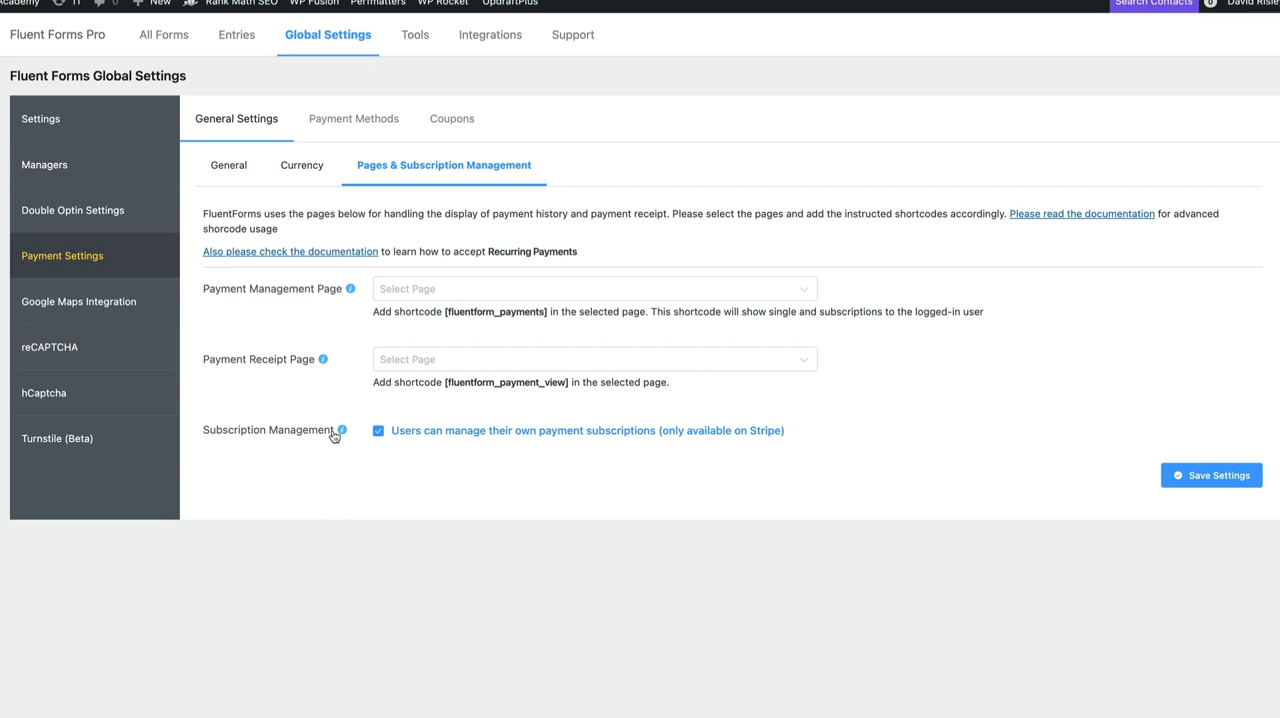 Academy 11 0 New Rank Math SEO WP Fusion Perfmatters WP Rocket UpdraftPlus Search Contacts 0 David Risle
Fluent Forms Pro All Forms Entries Global Settings Tools Integrations Support
Fluent Forms Global Settings
Settings
Managers
Double Optin Settings
Payment Settings
Google Maps Integration
reCAPTCHA
hCaptcha
Turnstile (Beta)
General Settings Payment Methods Coupons
General Currency Pages & Subscription Management
FluentForms uses the pages below for handling the display of payment history and payment receipt. Please select the pages and add the instructed shortcodes accordingly. Please read the documentation for advanced
shorcode usage
Also please check the documentation to learn how to accept Recurring Payments
Payment Management Page Select Page
Add shortcode [fluentform_payments] in the selected page. This shortcode will show single and subscriptions to the logged-in user
Payment Receipt Page Select Page
Add shortcode [fluentform_payment_view] in the selected page.
Subscription Management Users can manage their own payment subscriptions (only available on Stripe)
Save Settings